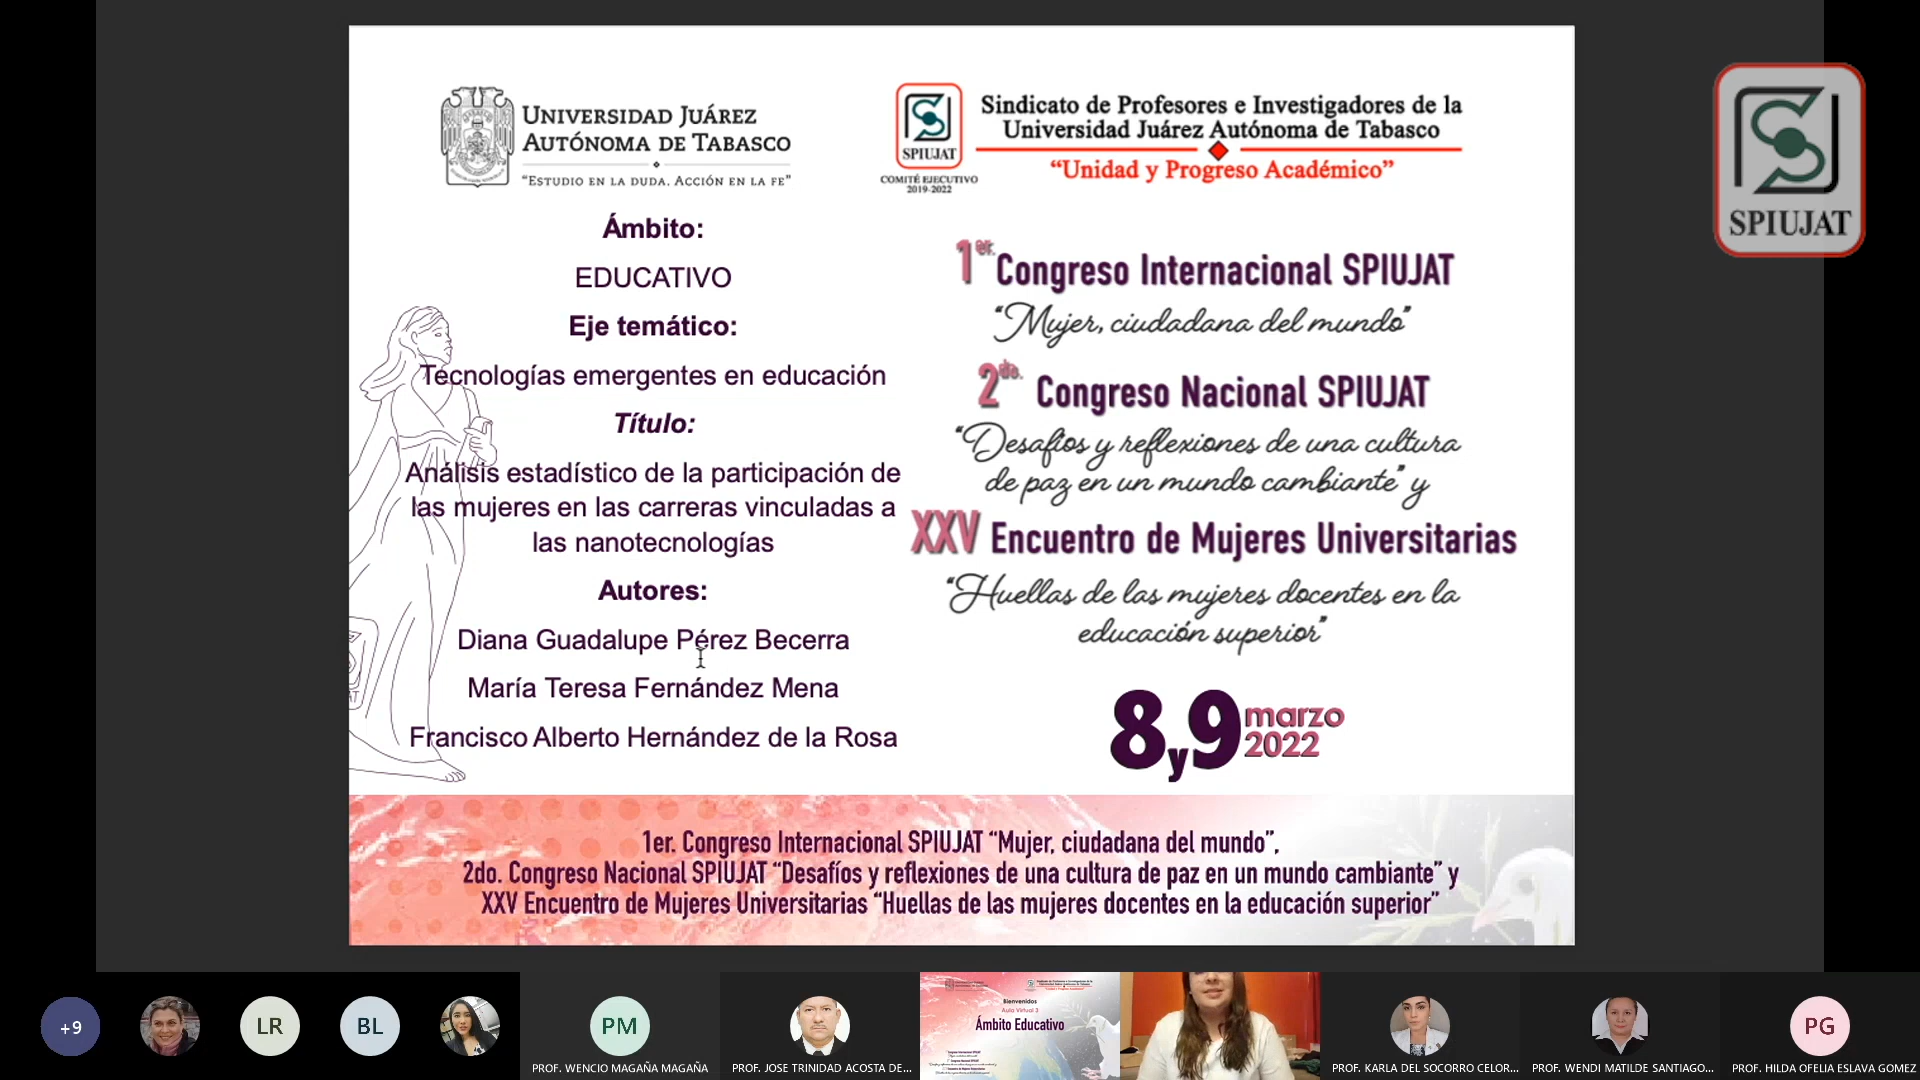 UNIVERSIDAD JUÁREZ
AUTÓNOMA DE TABASCO
“ESTUDIO EN LA DUDA. ACCIÓN EN LA FE”
SPIUJAT
COMITÉ EJECUTIVO
2019-2022
Sindicato de Profesores e Investigadores de la
Universidad Juárez Autónoma de Tabasco
“Unidad y Progreso Académico”
SPIUJAT
Ámbito:
EDUCATIVO
Eje temático:
Tecnologías emergentes en educación
Título:
Análisis estadístico de la participación de
las mujeres en las carreras vinculadas a
las nanotecnologías
Autores:
Diana Guadalupe Pérez Becerra
María Teresa Fernández Mena
Francisco Alberto Hernández de la Rosa
1er. Congreso Internacional SPIUJAT
“Mujer, ciudadana del mundo”
2do. Congreso Nacional SPIUJAT
“Desafíos y reflexiones de una cultura
de paz en un mundo cambiante” y
XXV Encuentro de Mujeres Universitarias
“Huellas de las mujeres docentes en la
educación superior”
8 y 9 marzo
2022
1er. Congreso Internacional SPIUJAT “Mujer, ciudadana del mundo”,
2do. Congreso Nacional SPIUJAT “Desafíos y reflexiones de una cultura de paz en un mundo cambiante” y
XXV Encuentro de Mujeres Universitarias “Huellas de las mujeres docentes en la educación superior”
+9
LR
BL
PM
PROF. WENCIO MAGAÑA MAGAÑA
PROF. JOSE TRINIDAD ACOSTA DE...
Bienvenidos
Aula Virtual 3
Ámbito Educativo
PROF. KARLA DEL SOCORRO CELOR...
PROF. WENDI MATILDE SANTIAGO...
PG
PROF. HILDA OFELIA ESLAVA GOMEZ